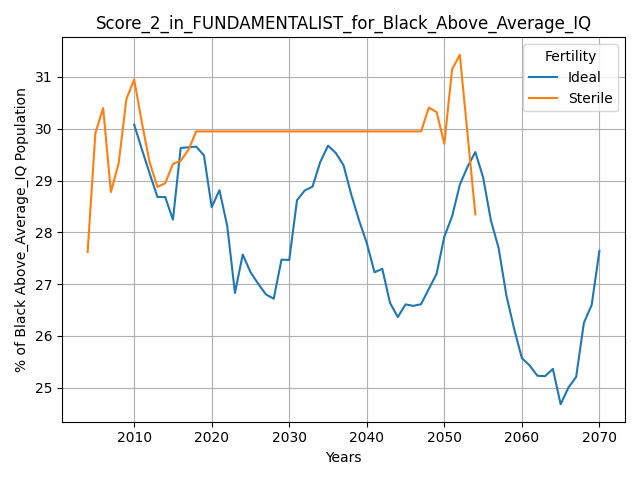 Score_2_in_FUNDAMENTALIST_for_Black_Above_Average_IQ
Fertility
Ideal
Sterile
% of Black Above_Average_IQ Population
31
30
29
28
27
26
25
2010
2020
2030
2040
2050
2060
2070
Years